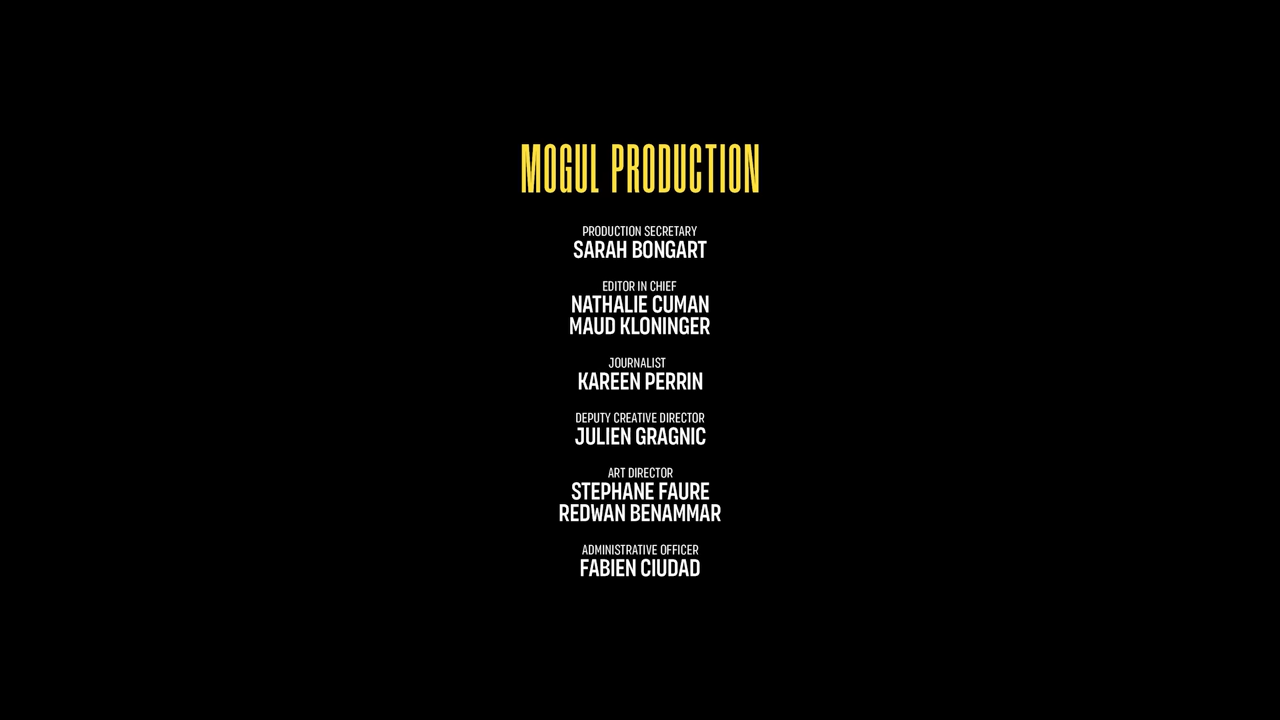 MOGUL PRODUCTION
PRODUCTION SECRETARY
SARAH BONGART
EDITOR IN CHIEF
NATHALIE CUMAN
MAUD KLONINGER
JOURNALIST
KAREEN PERRIN
DEPUTY CREATIVE DIRECTOR
JULIEN GRAGNIC
ART DIRECTOR
STEPHANE FAURE
REDWAN BENAMMAR
ADMINISTRATIVE OFFICER
FABIEN CIUDAD